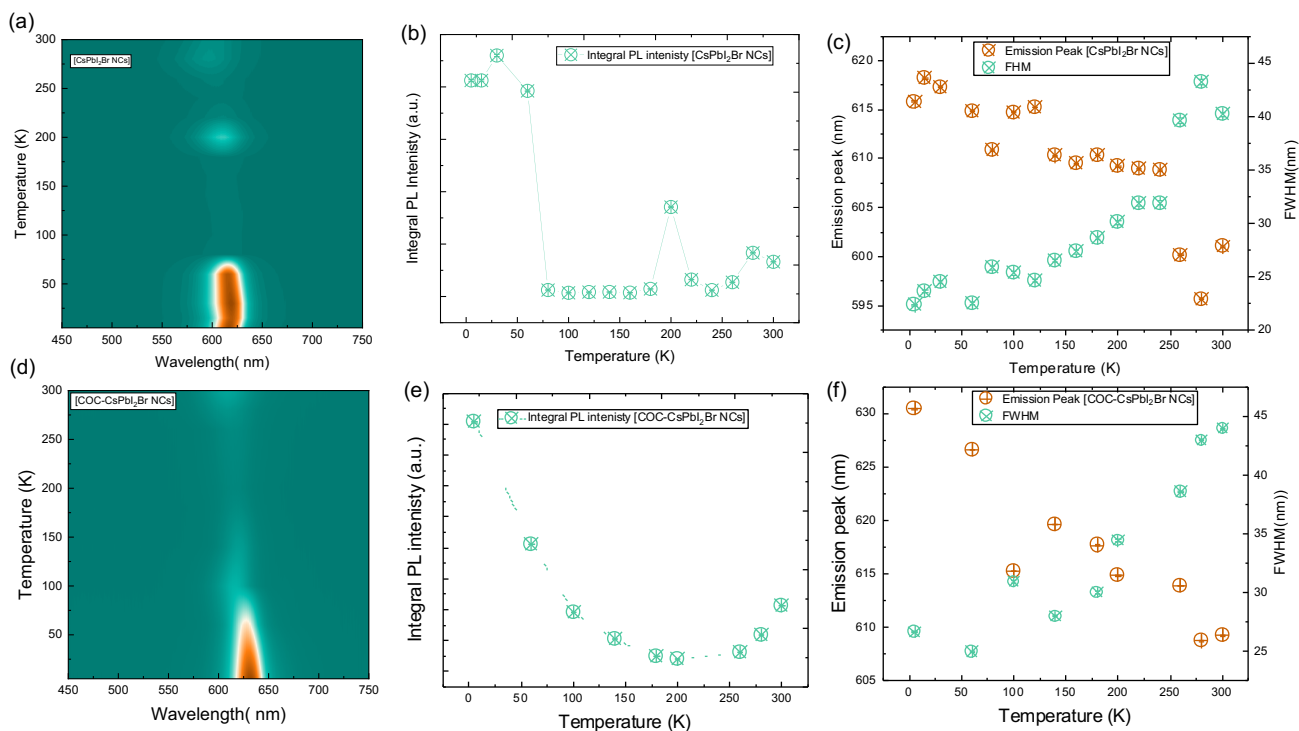 (a)
300
250
200
150
100
50
450 500 550 600 650 700 750
Temperature (K)
Wavelength( nm)
[CsPbI2Br NCs]
(b)
Integral PL intenisty [CsPbI2Br NCs]
Integral PL Intenisity (a.u.)
0 50 100 150 200 250 300
Temperature (K)
(c)
Emission Peak [CsPbI2Br NCs]
FHM
620
615
610
605
600
595
Emission peak (nm)
45
40
35
30
25
20
FWHM(nm)
0 50 100 150 200 250 300
Temperature (K)
(d)
300
250
200
150
100
50
450 500 550 600 650 700 750
Temperature (K)
Wavelength( nm)
[COC-CsPbI2Br NCs]
(e)
Integral PL intenisty [COC-CsPbI2Br NCs]
Integral PL intenisty (a.u.)
0 50 100 150 200 250 300
Temperature (K)
(f)
Emission Peak [COC-CsPbI2Br NCs]
FWHM
630
625
620
615
610
605
Emission peak (nm)
45
40
35
30
25
FWHM(nm))
0 50 100 150 200 250 300
Temperature (K)